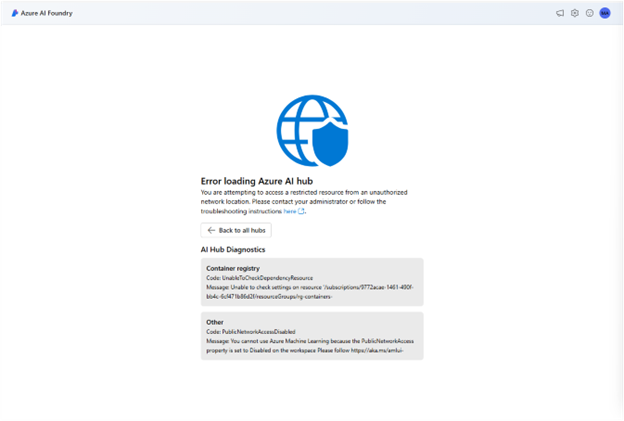 Azure AI Foundry
MA
Error loading Azure AI hub
You are attempting to access a restricted resource from an unauthorized
network location. Please contact your administrator or follow the
troubleshooting instructions here.
Back to all hubs
AI Hub Diagnostics
Container registry
Code: UnableToCheckDependencyResource
Message: Unable to check settings on resource '/subscriptions/9772acae-1461-400f-
bb4c-6cf471b86d2f/resourceGroups/rg-containers-
Other
Code: PublicNetworkAccessDisabled
Message: You cannot use Azure Machine Learning because the PublicNetworkAccess
property is set to Disabled on the workspace Please follow https://aka.ms/amlui-